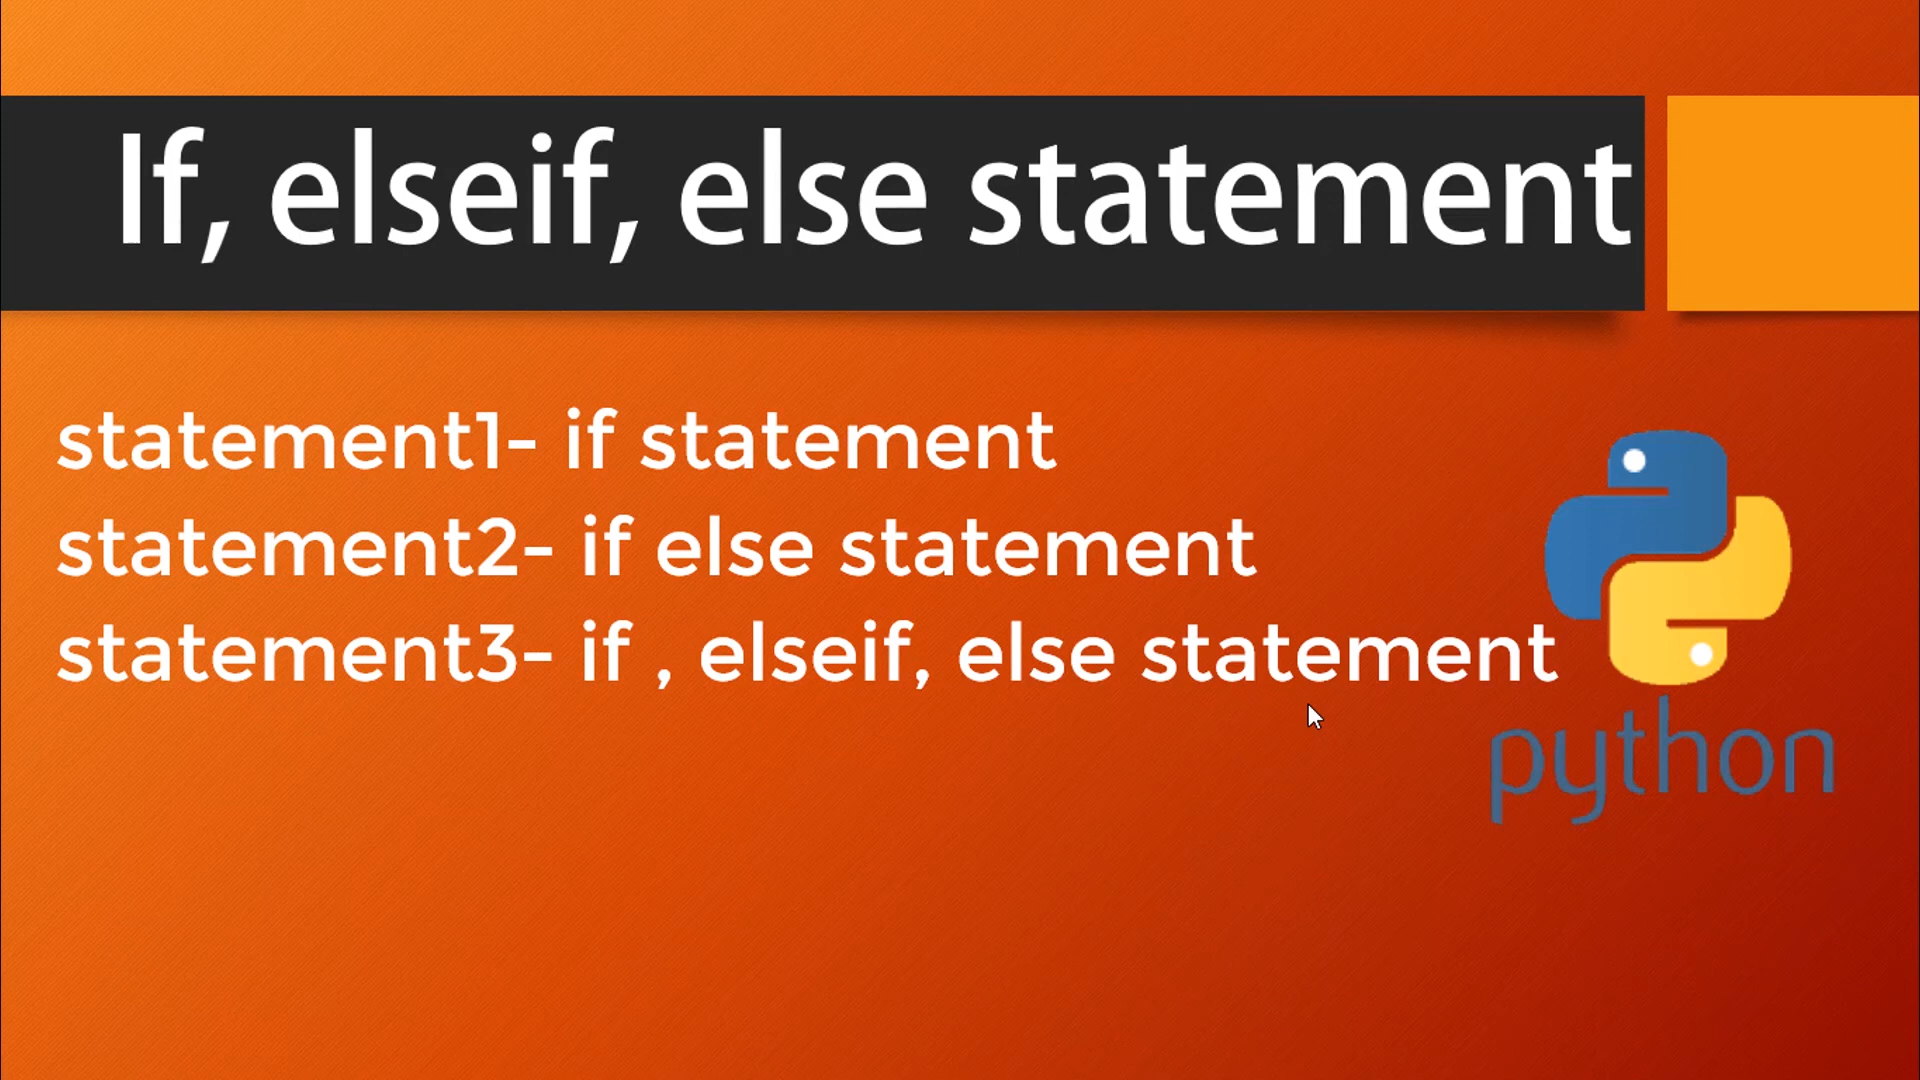 If, elseif, else statement
statement1- if statement
statement2- if else statement
statement3- if , elseif, else statement
python